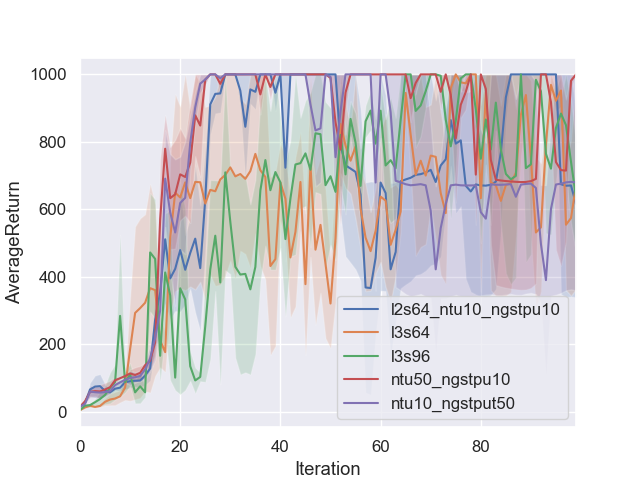 1000
800
600
400
200
0
AverageReturn
0 20 40 60 80
Iteration
l2s64_ntu10_ngstpu10
l3s64
l3s96
ntu50_ngstpu10
ntu10_ngstput50